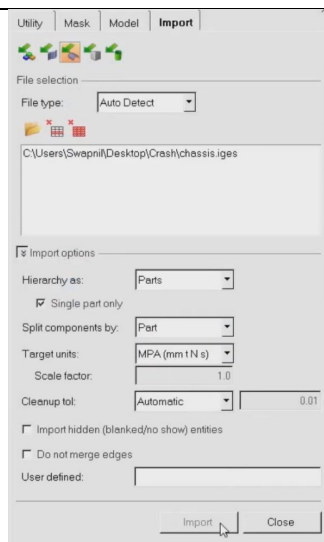 Utility Mask Model Import
File selection
File type: Auto Detect
C:\Users\Swapnil\Desktop\Crash\chassis.iges
Import options
Hierarchy as: Parts
Single part only
Split components by: Part
Target units: MPA (mm t N s)
Scale factor: 1.0
Cleanup tol: Automatic 0.01
Import hidden (blanked/no show) entities
Do not merge edges
User defined:
Import Close